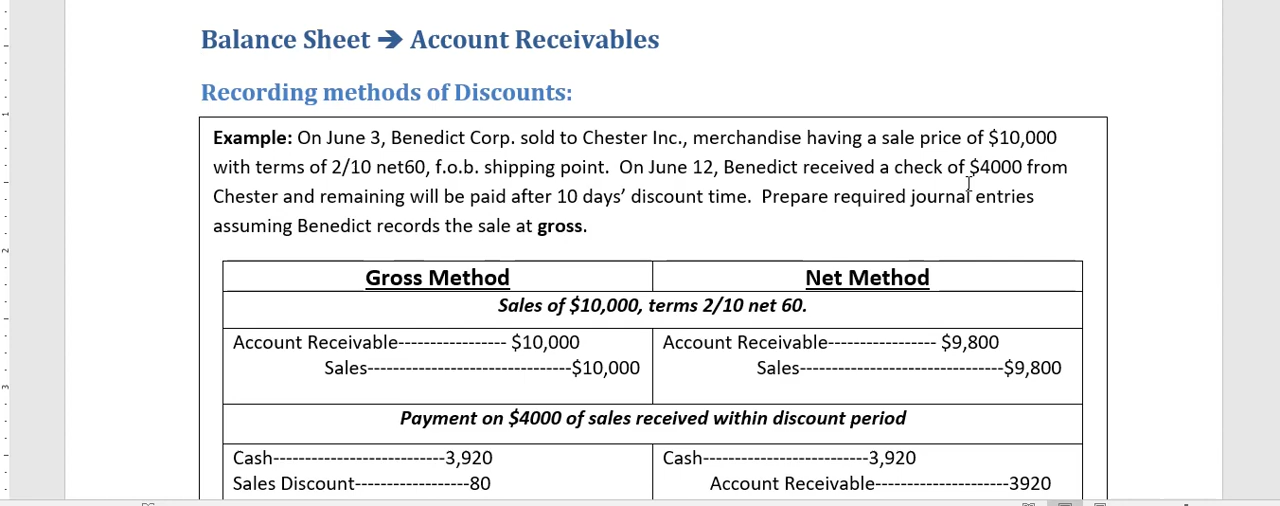 Balance Sheet ➔ Account Receivables
Recording methods of Discounts:
Example: On June 3, Benedict Corp. sold to Chester Inc., merchandise having a sale price of $10,000
with terms of 2/10 net60, f.o.b. shipping point.  On June 12, Benedict received a check of $4000 from
Chester and remaining will be paid after 10 days' discount time.  Prepare required journal entries
assuming Benedict records the sale at gross.
Gross Method Net Method
Sales of $10,000, terms 2/10 net 60.
Account Receivable----------------- $10,000 Account Receivable----------------- $9,800
Sales--------------------------------$10,000 Sales--------------------------------$9,800
Payment on $4000 of sales received within discount period
Cash---------------------------3,920 Cash--------------------------3,920
Sales Discount------------------80 Account Receivable---------------------3920
1
2
3